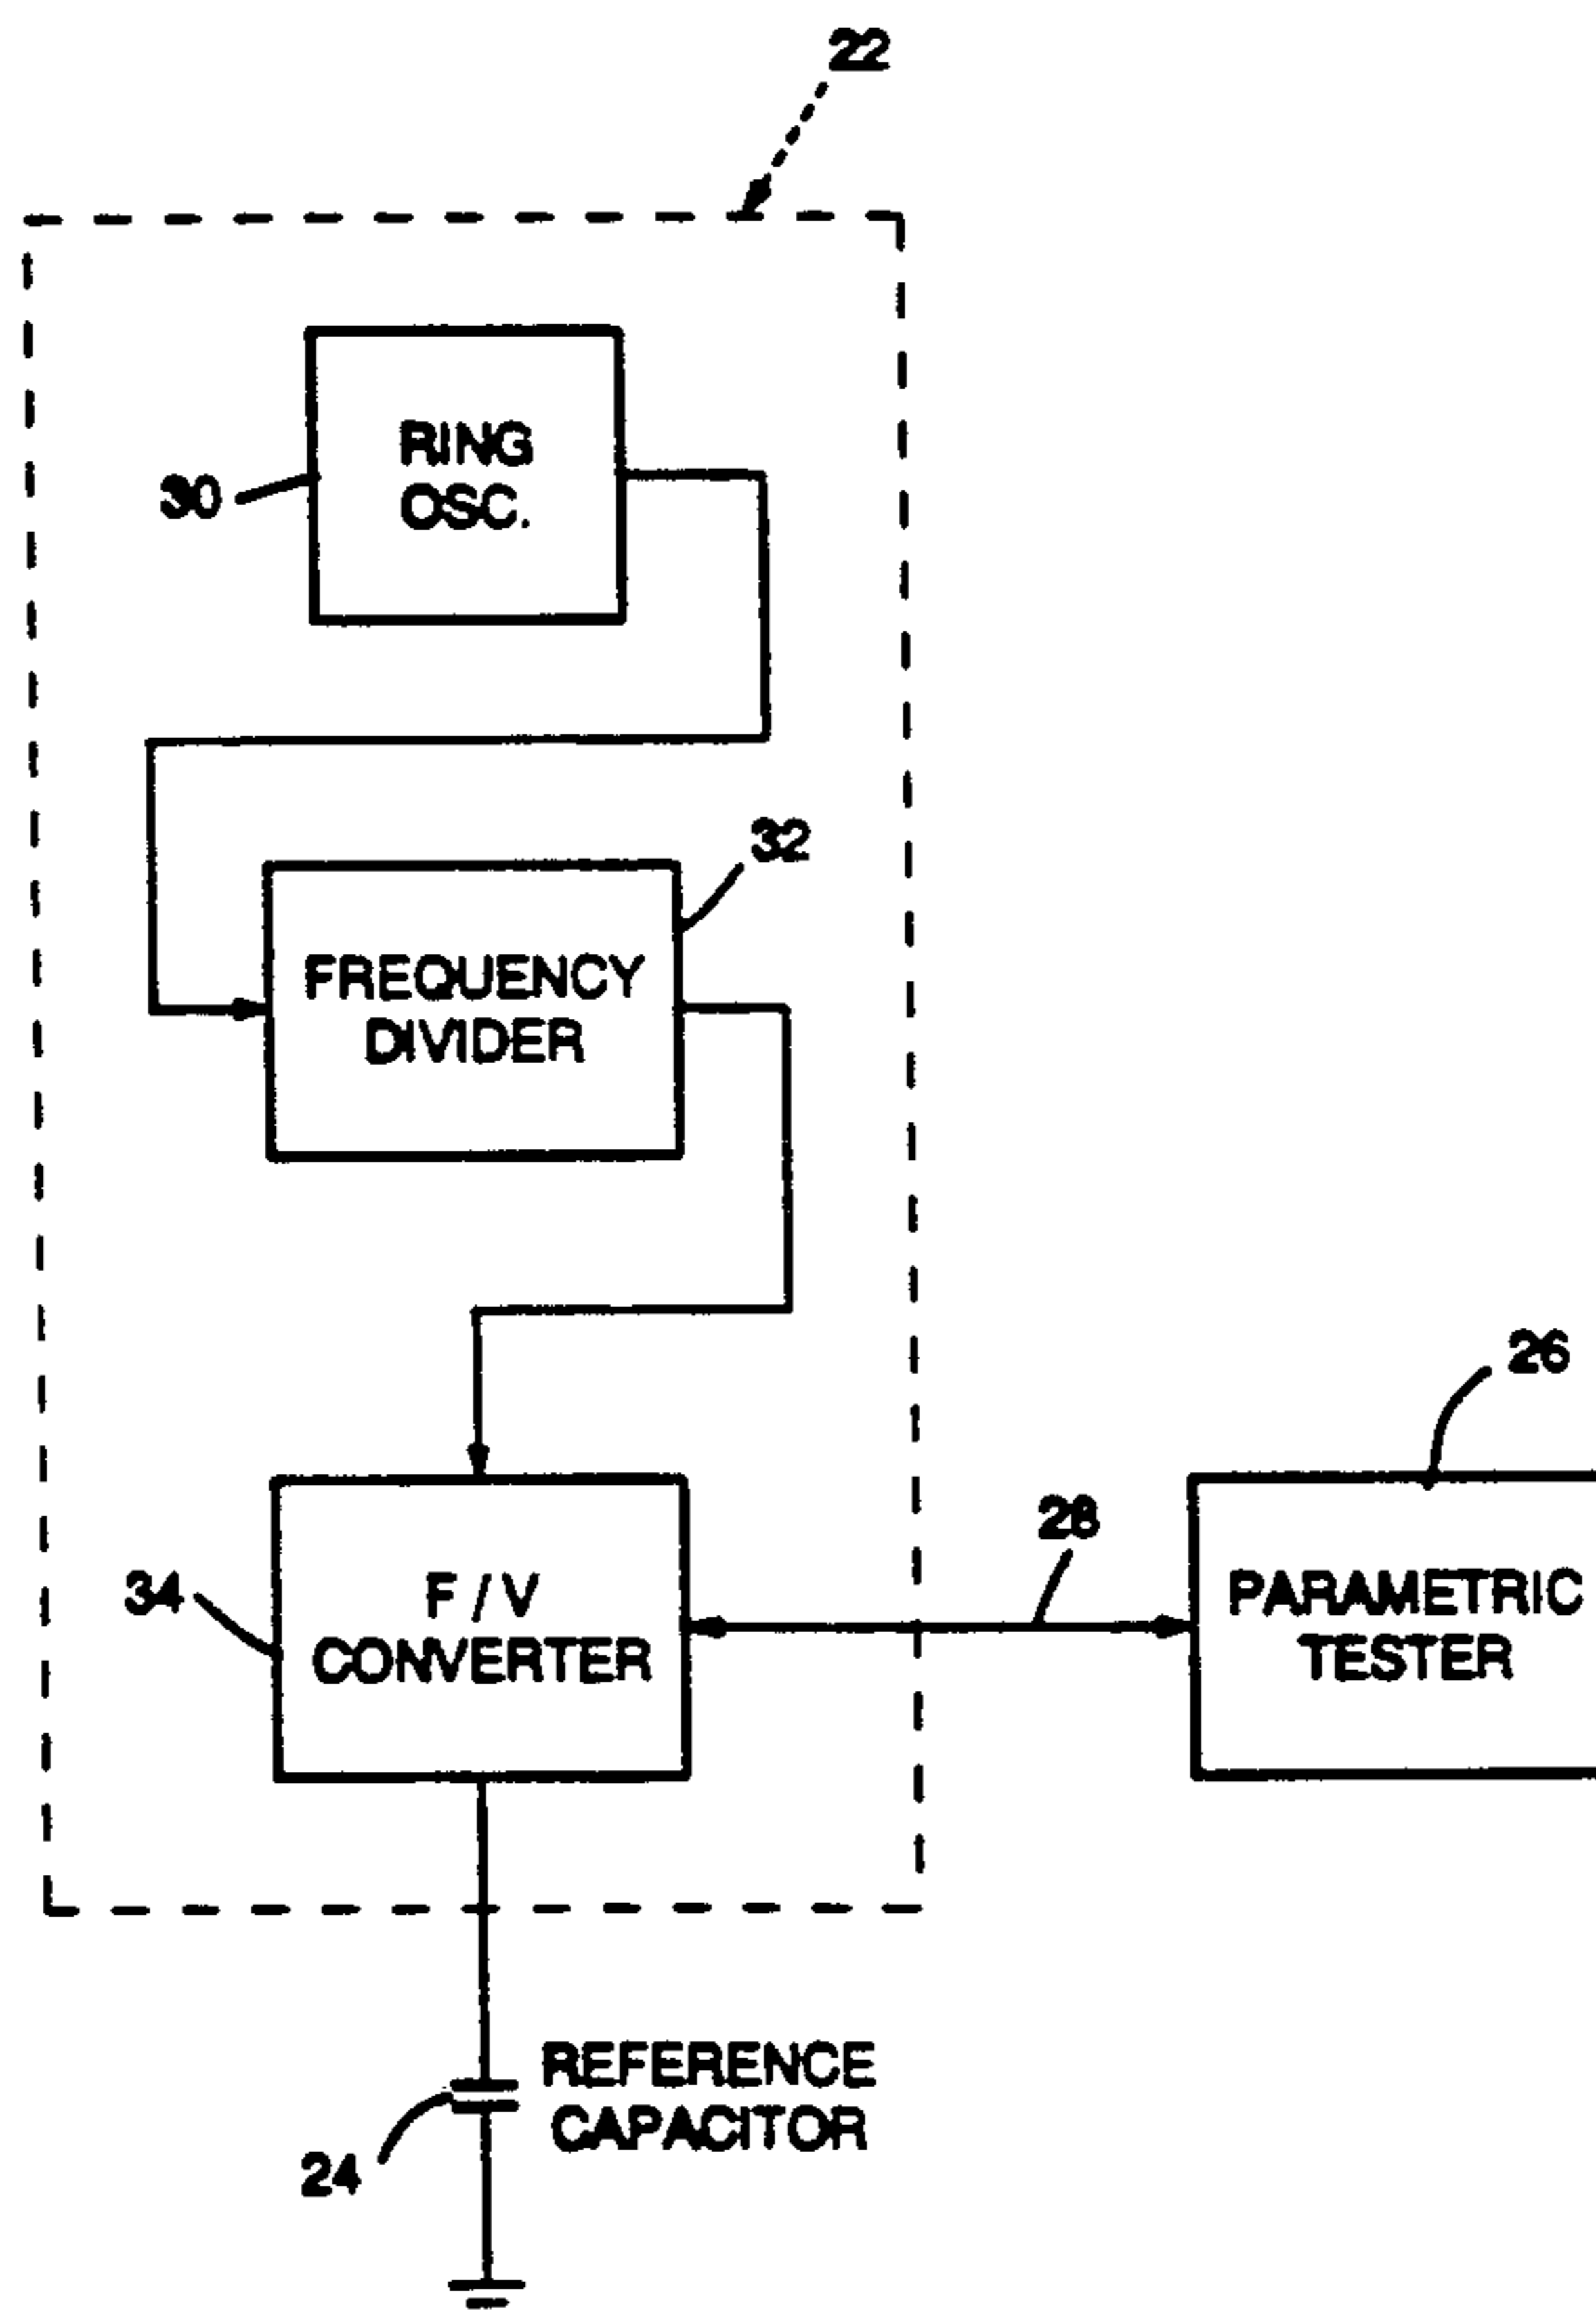 22
RING
OSC.
30
32
FREQUENCY
DIVIDER
26
28
34
F / V
CONVERTER
PARAMETRIC
TESTER
REFERENCE
CAPACITOR
24